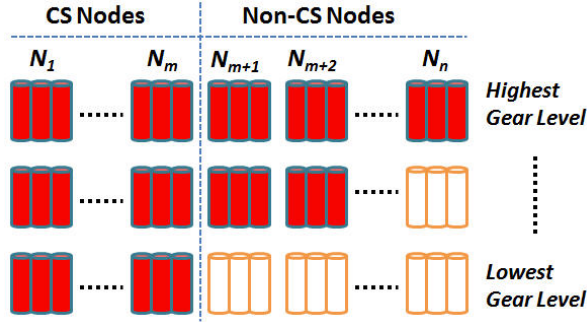 CS Nodes Non-CS Nodes
N1 Nm Nm+1 Nm+2 Nn
Highest
Gear Level
Lowest
Gear Level